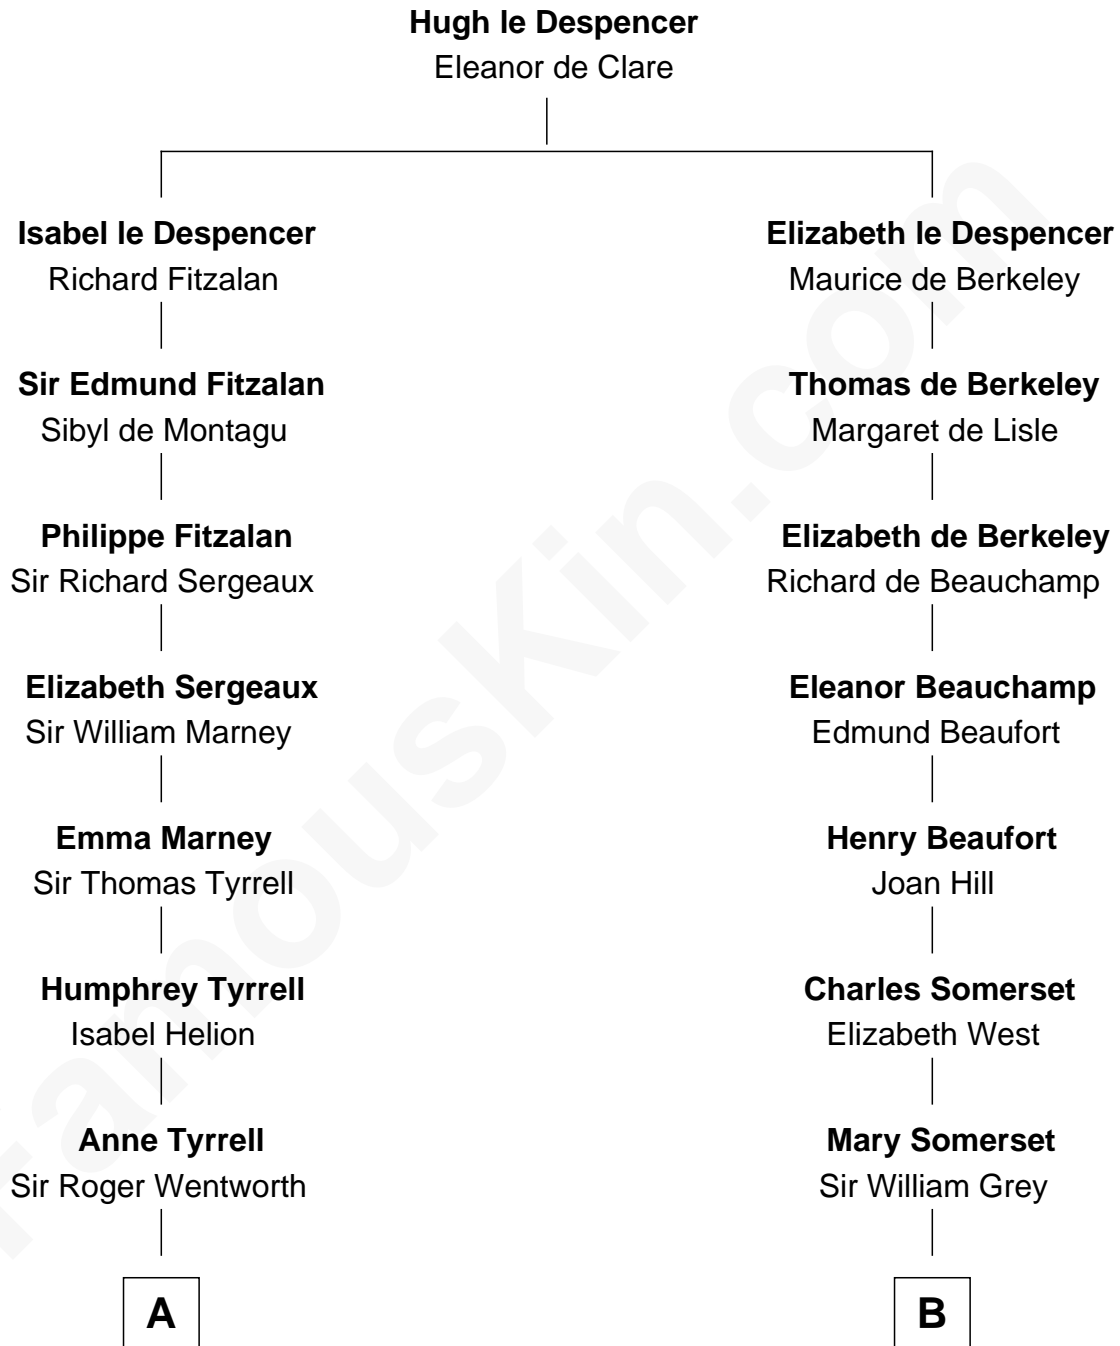 Hugh le Despencer
Eleanor de Clare
Isabel le Despencer
Richard Fitzalan
Elizabeth le Despencer
Maurice de Berkeley
Sir Edmund Fitzalan
Sibyl de Montagu
Thomas de Berkeley
Margaret de Lisle
Philippe Fitzalan
Sir Richard Sergeaux
Elizabeth de Berkeley
Richard de Beauchamp
Elizabeth Sergeaux
Sir William Marney
Eleanor Beauchamp
Edmund Beaufort
Emma Marney
Sir Thomas Tyrrell
Henry Beaufort
Joan Hill
Humphrey Tyrrell
Isabel Helion
Charles Somerset
Elizabeth West
Anne Tyrrell
Sir Roger Wentworth
Mary Somerset
Sir William Grey
A
B
FamousKin.com